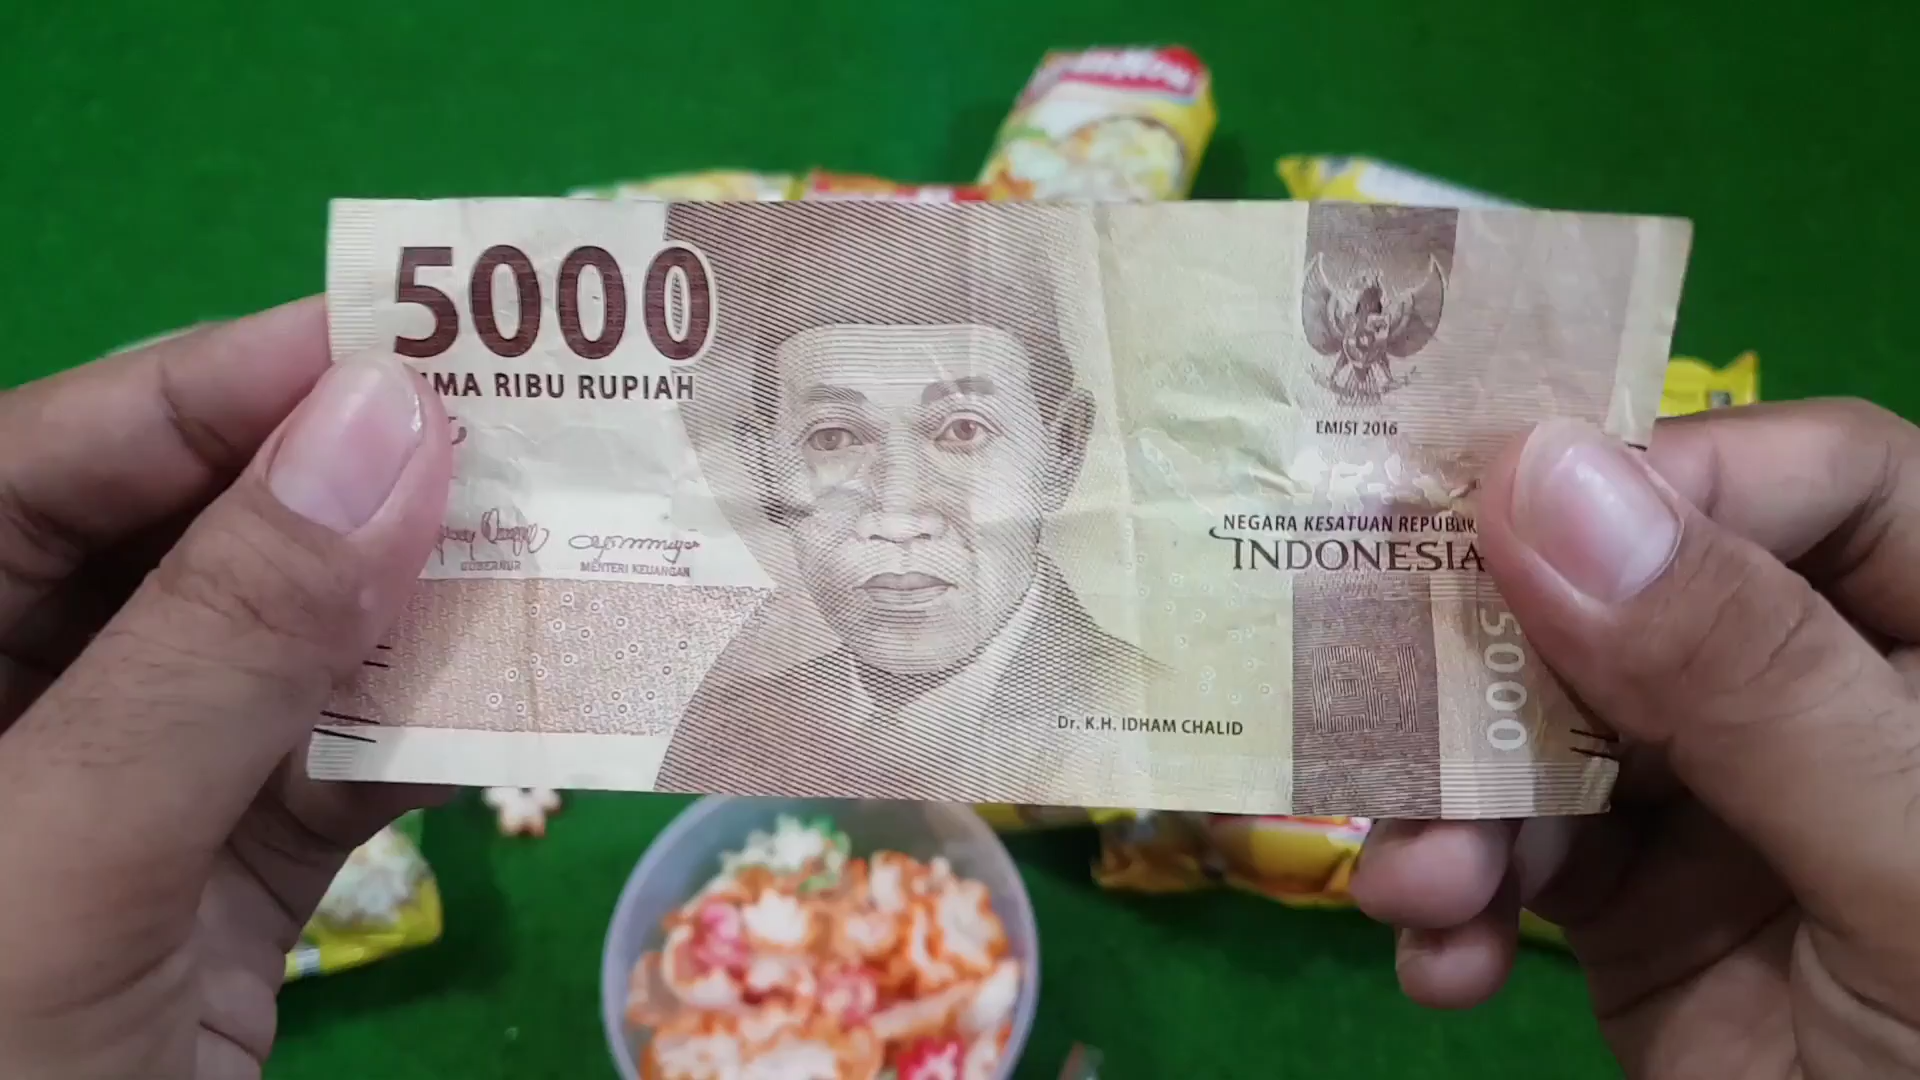 5000
MA RIBU RUPIAH
GUBERNUR
MENTERI KEUANGAN
EMISI 2016
NEGARA KESATUAN REPUBLIK
INDONESIA
Dr. K.H. IDHAM CHALID
BI
5000